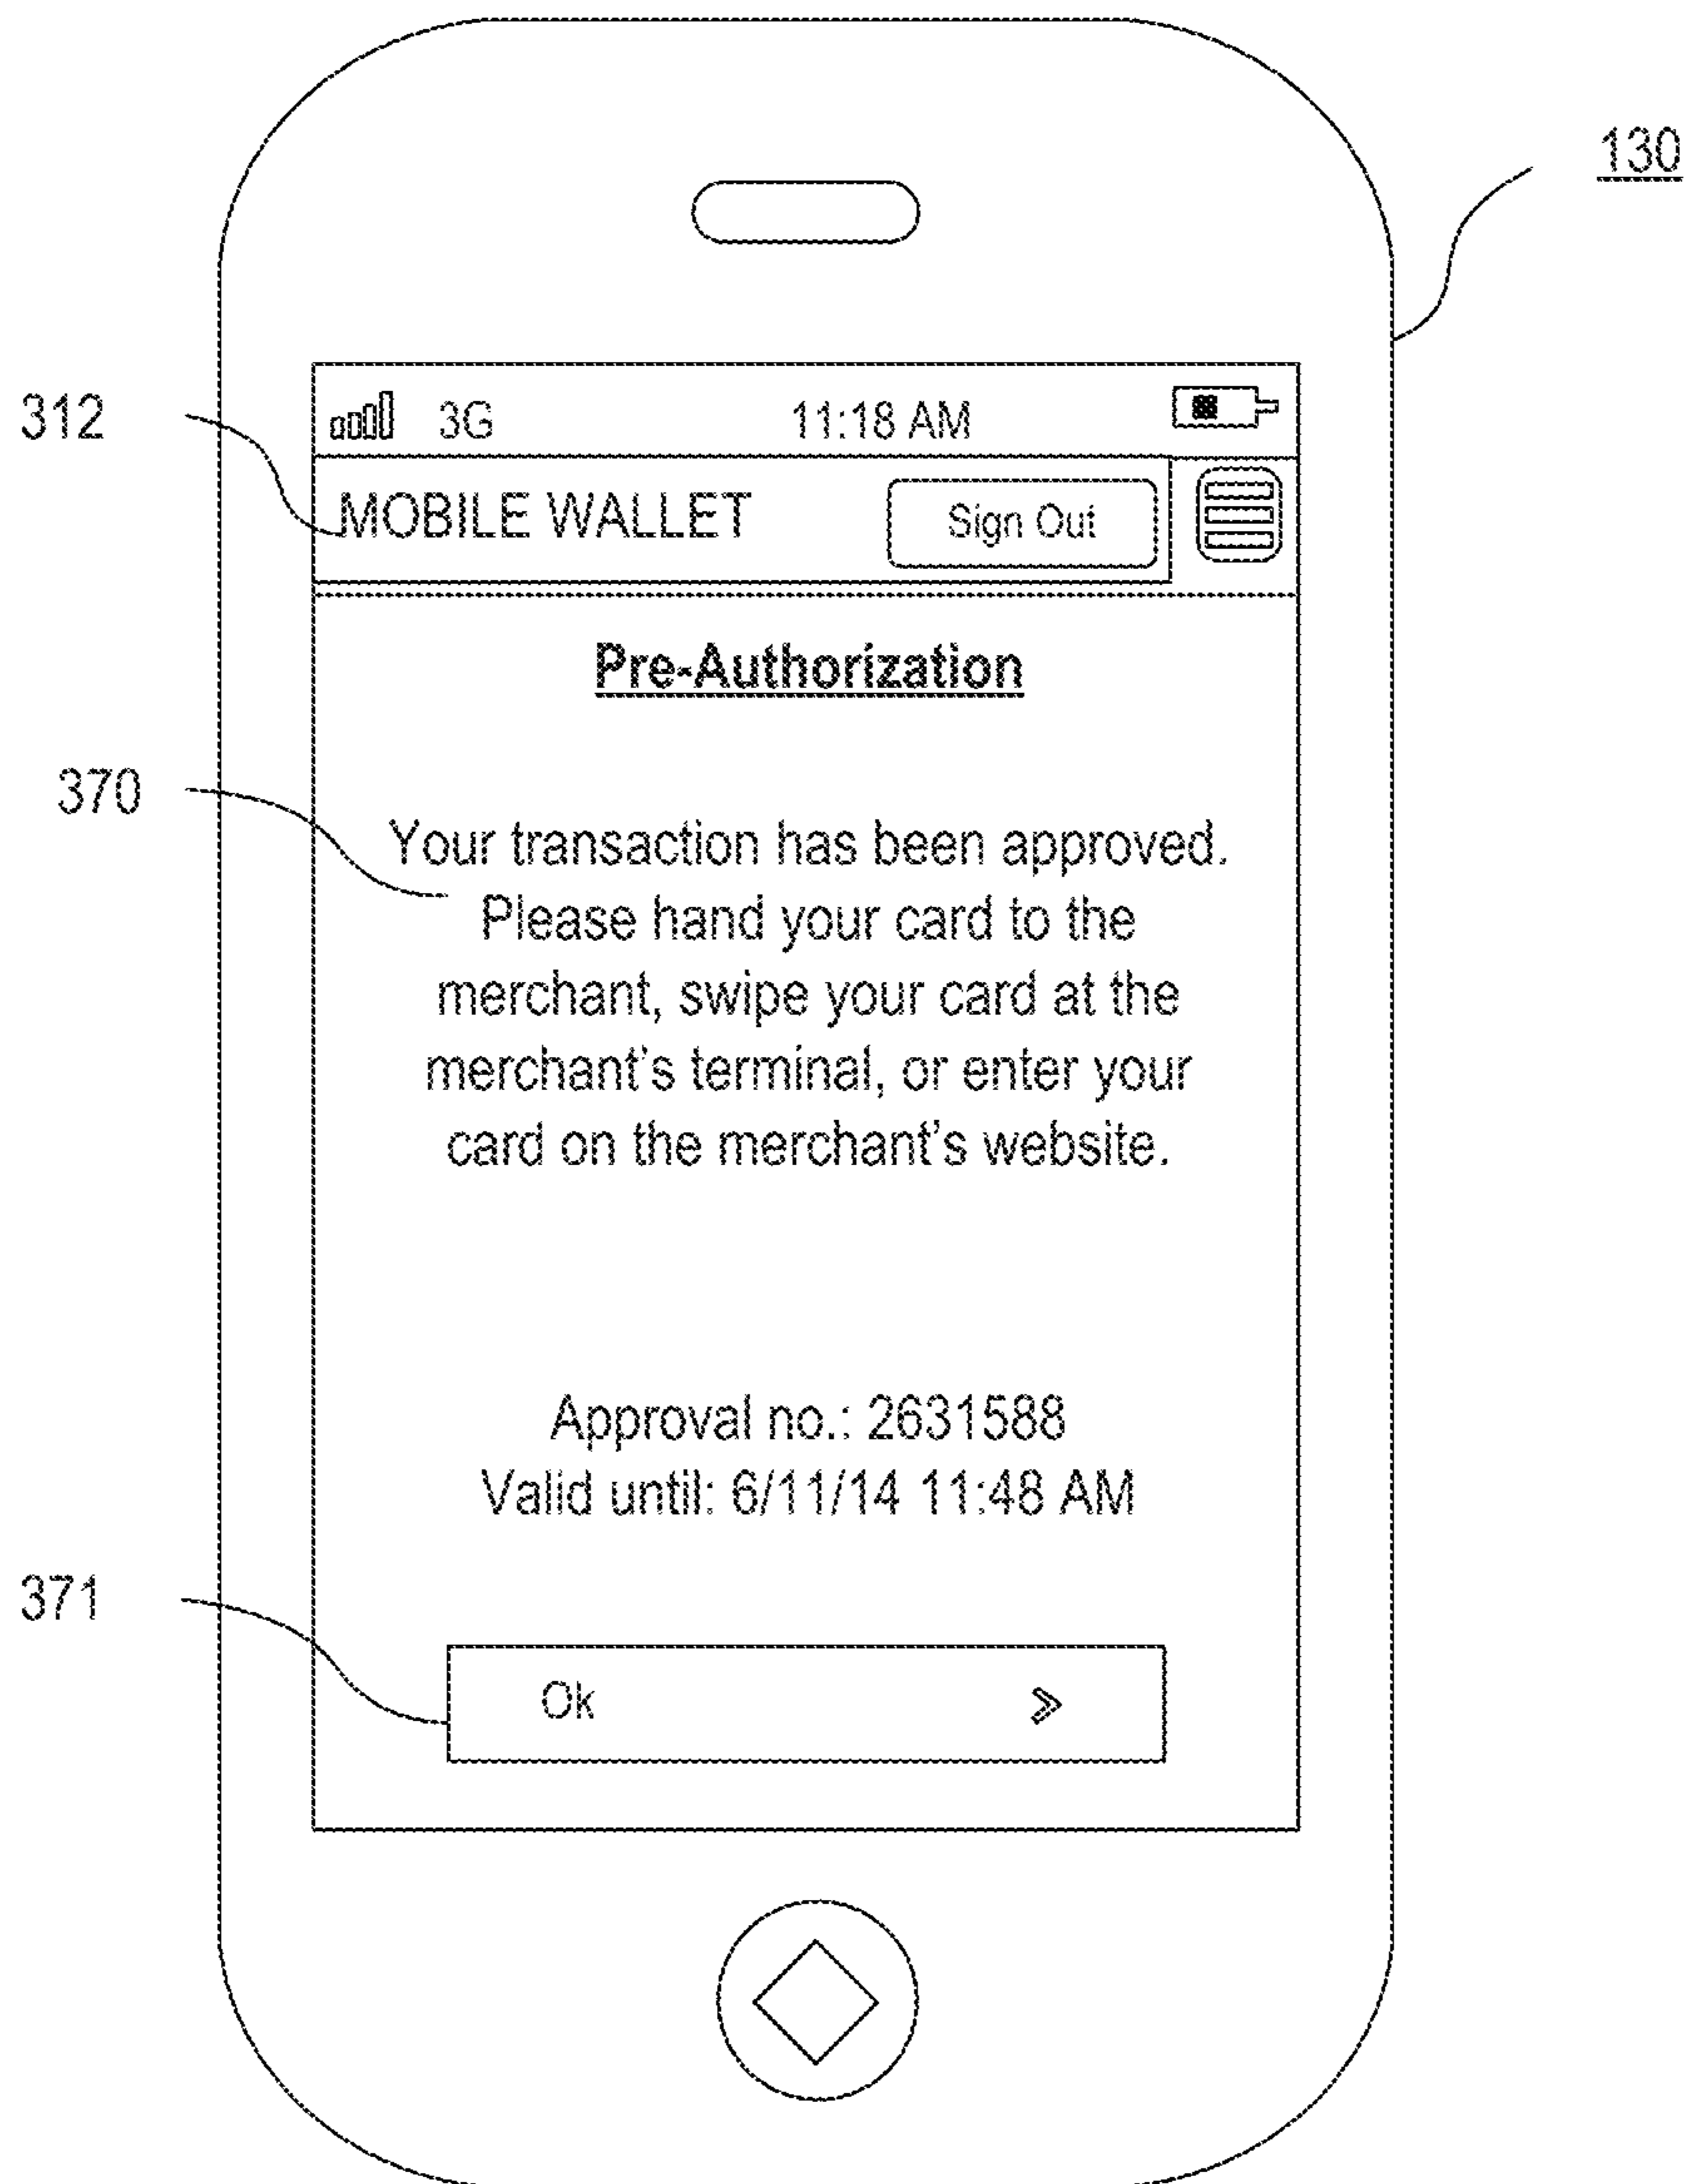 130
312
3G 11:18 AM
MOBILE WALLET Sign Out
Pre-Authorization
370
Your transaction has been approved.
Please hand your card to the
merchant, swipe your card at the
merchant's terminal, or enter your
card on the merchant's website.
Approval no.: 2631588
Valid until: 6/11/14 11:48 AM
371
Ok